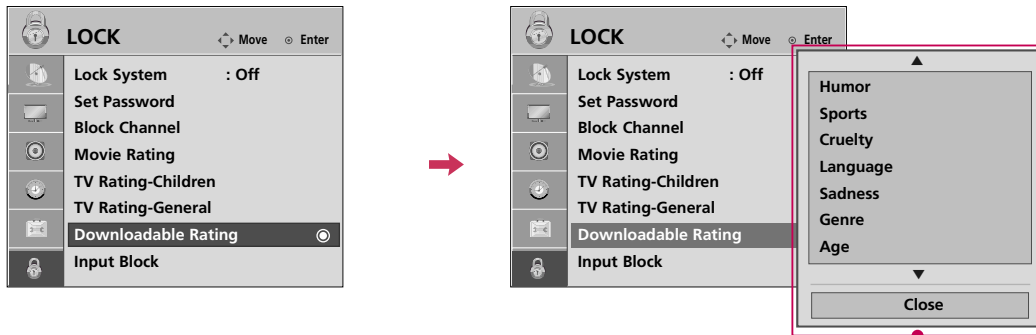 LOCK
Move Enter
Lock System : Off
Set Password
Block Channel
Movie Rating
TV Rating-Children
TV Rating-General
Downloadable Rating
Input Block
LOCK
Move Enter
Lock System : Off
Set Password
Block Channel
Movie Rating
TV Rating-Children
TV Rating-General
Downloadable Rating
Input Block
Humor
Sports
Cruelty
Language
Sadness
Genre
Age
Close